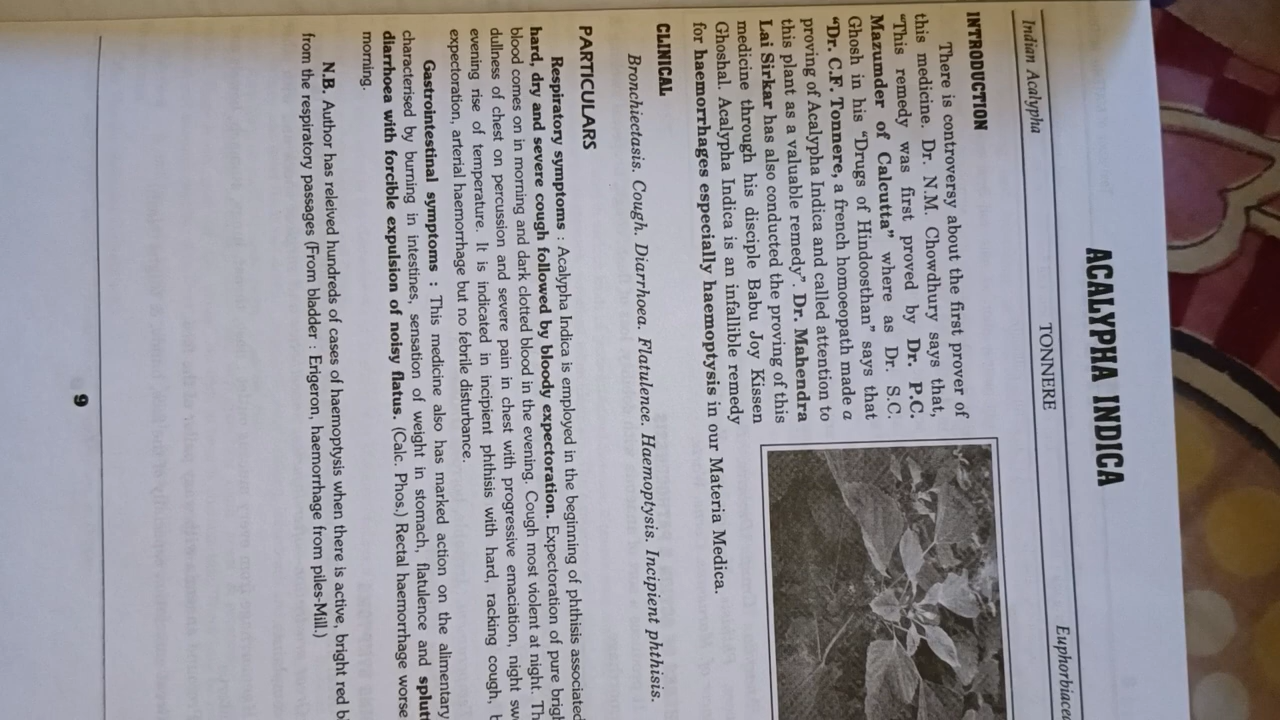 ACALYPHA INDICA
Indian Acalypha TONNERE Euphorbiacea
INTRODUCTION
There is controversy about the first prover of
this medicine. Dr. N.M. Chowdhury says that,
"This remedy was first proved by Dr. P.C.
Mazumder of Calcutta" where as Dr. S.C.
Ghosh in his "Drugs of Hindoosthan" says that
"Dr. C.F. Tonnere, a french homoeopath made a
proving of Acalypha Indica and called attention to
this plant as a valuable remedy". Dr. Mahendra
Lai Sirkar has also conducted the proving of this
medicine through his disciple Babu Joy Kissen
Ghoshal. Acalypha Indica is an infallible remedy
for haemorrhages especially haemoptysis in our Materia Medica.
CLINICAL
Bronchiectasis. Cough. Diarrhoea. Flatulence. Haemoptysis. Incipient phthisis.
PARTICULARS
Respiratory symptoms : Acalypha Indica is employed in the beginning of phthisis associated
hard, dry and severe cough followed by bloody expectoration. Expectoration of pure brigh
blood comes on in morning and dark clotted blood in the evening. Cough most violent at night. Th
dullness of chest on percussion and severe pain in chest with progressive emaciation, night sw
evening rise of temperature. It is indicated in incipient phthisis with hard, racking cough, b
expectoration, arterial haemorrhage but no febrile disturbance.
Gastrointestinal symptoms : This medicine also has marked action on the alimentary
characterised by burning in intestines, sensation of weight in stomach, flatulence and splutt
diarrhoea with forcible expulsion of noisy flatus. (Calc. Phos.) Rectal haemorrhage worse
morning.
N.B. Author has releived hundreds of cases of haemoptysis when there is active, bright red bl
from the respiratory passages (From bladder : Erigeron, haemorrhage from piles-Mill.)
9